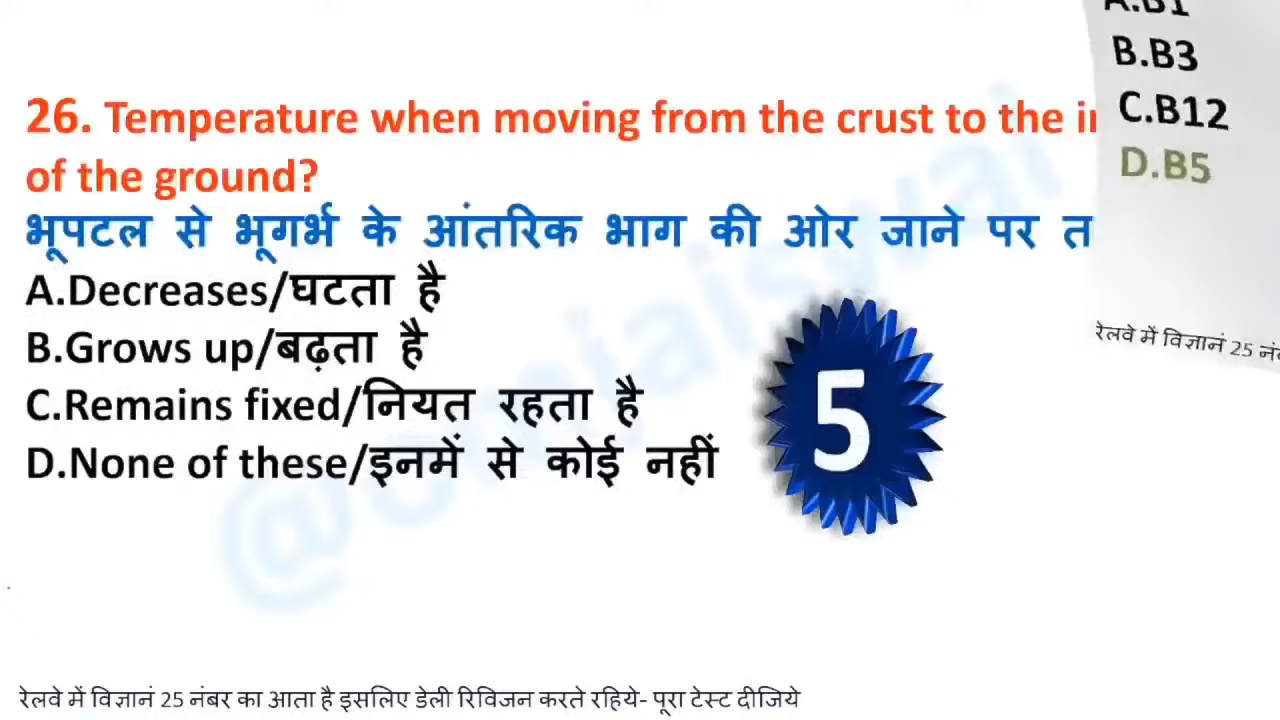 26. Temperature when moving from the crust to the
of the ground?
भूपटल से भूगर्भ के आंतरिक भाग की ओर जाने पर
A.Decreases/घटता है
B.Grows up/बढ़ता है
C.Remains fixed/नियत रहता है
D.None of these/इनमें से कोई नहीं
5
A.B1
B.B3
C.B12
D.B5
रेलवे में विज्ञानं 25
रेलवे में विज्ञानं 25 नंबर का आता है इसलिए डेली रिविजन करते रहिये- पूरा टेस्ट दीजिये